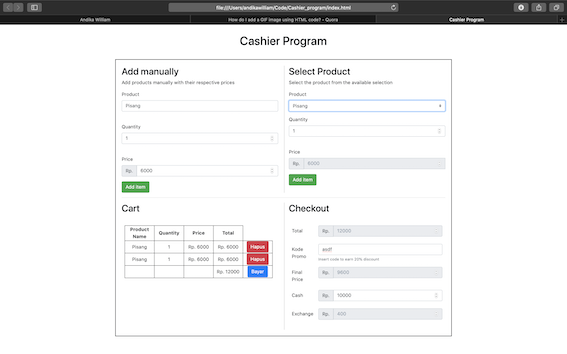 file:///Users/andikawilliam/Code/Cashier_program/index.html
Andika William
How do I add a GIF image using HTML code? - Quora
Cashier Program
Cashier Program
Add manually
Add products manually with their respective prices
Product
Pisang
Quantity
1
Price
Rp. 6000
Add item
Select Product
Select the product from the available selection
Product
Pisang
Quantity
1
Price
Rp. 6000
Add item
Cart
Product Name Quantity Price Total
Pisang 1 Rp. 6000 Rp. 6000 Hapus
Pisang 1 Rp. 6000 Rp. 6000 Hapus
Rp. 12000 Bayar
Checkout
Total Rp. 12000
Kode Promo asdf
insert code to earn 20% discount
Final Price Rp. 9600
Cash Rp. 10000
Exchange Rp. 400